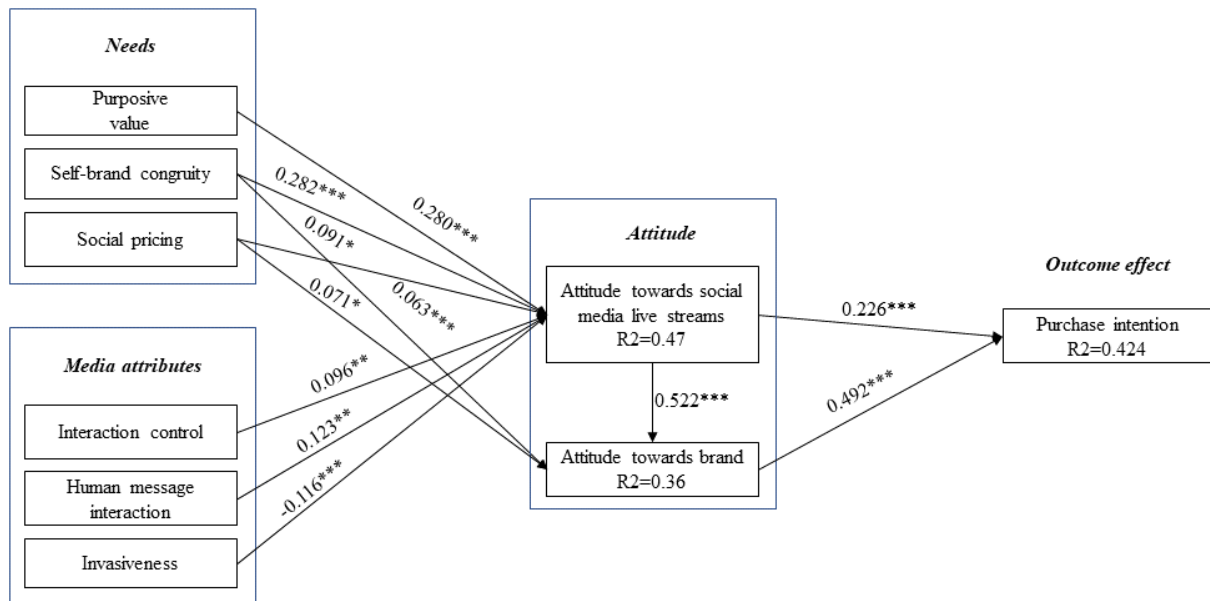 Needs
Purposive
value
Self-brand congruity
Social pricing
0.282***
0.280***
0.091*
0.063***
0.071*
Media attributes
Interaction control
Human message
interaction
Invasiveness
0.096**
0.123**
-0.116***
Attitude
Attitude towards social
media live streams
R2=0.47
0.522***
Attitude towards brand
R2=0.36
0.226***
0.492***
Outcome effect
Purchase intention
R2=0.424